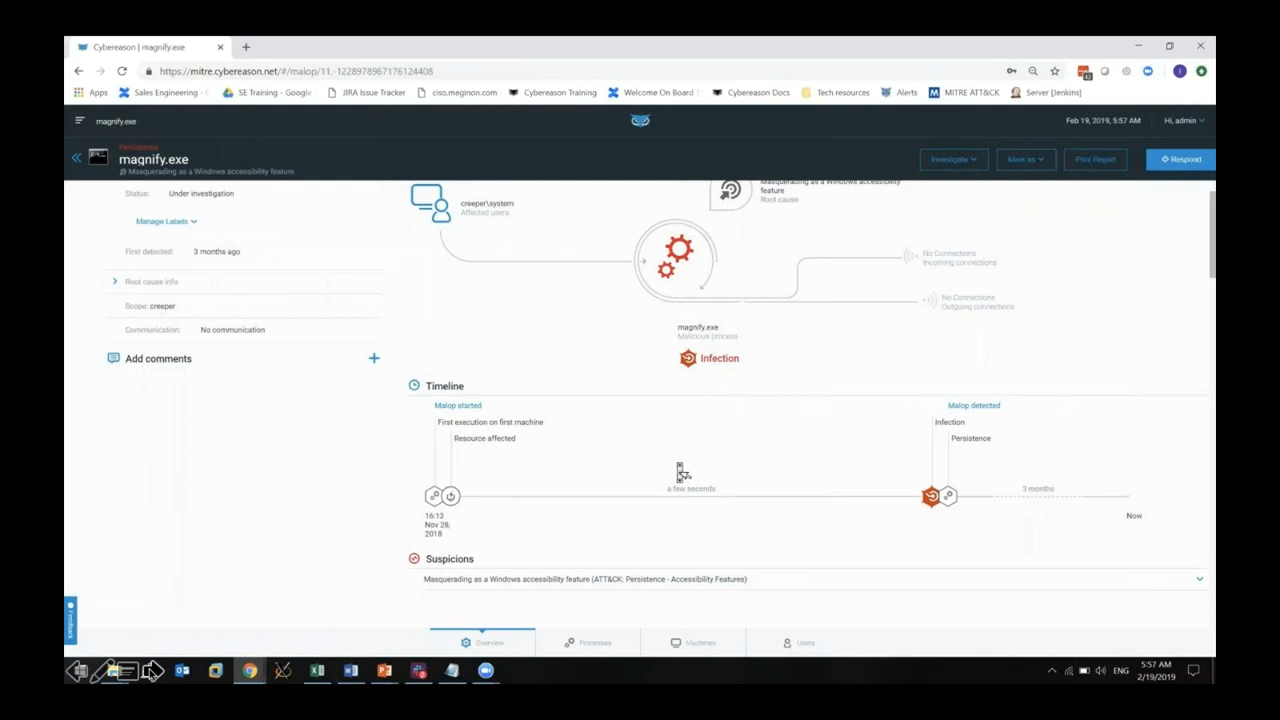 Cybereason | magnify.exe
https://mitre.cybereason.net/#/malop/11.-1228978967176124408
Apps
Sales Engineering -
SE Training - Google
JIRA Issue Tracker
ciso.meginon.com
Cybereason Training
Welcome On Board
Cybereason Docs
Tech resources
Alerts
MITRE ATT&CK
Server [Jenkins]
magnify.exe
Feb 19, 2019, 5:57 AM
Hi, admin
Persistence
magnify.exe
Masquerading as a Windows accessibility feature
Investigate
Mark as
Print Report
Respond
Status: Under investigation
Manage Labels
First detected: 3 months ago
Root cause info
Scope: creeper
Communication: No communication
Add comments
creeper\system
Affected users
Masquerading as a Windows accessibility
feature
Root cause
No Connections
Incoming connections
No Connections
Outgoing connections
magnify.exe
Malicious process
Infection
Timeline
Malop started
Malop detected
First execution on first machine
Infection
Resource affected
Persistence
a few seconds
3 months
16:13
Nov 28,
2018
Now
Suspicions
Masquerading as a Windows accessibility feature (ATT&CK: Persistence - Accessibility Features)
Feedback
Overview
Processes
Machines
Users
ENG
5:57 AM
2/19/2019